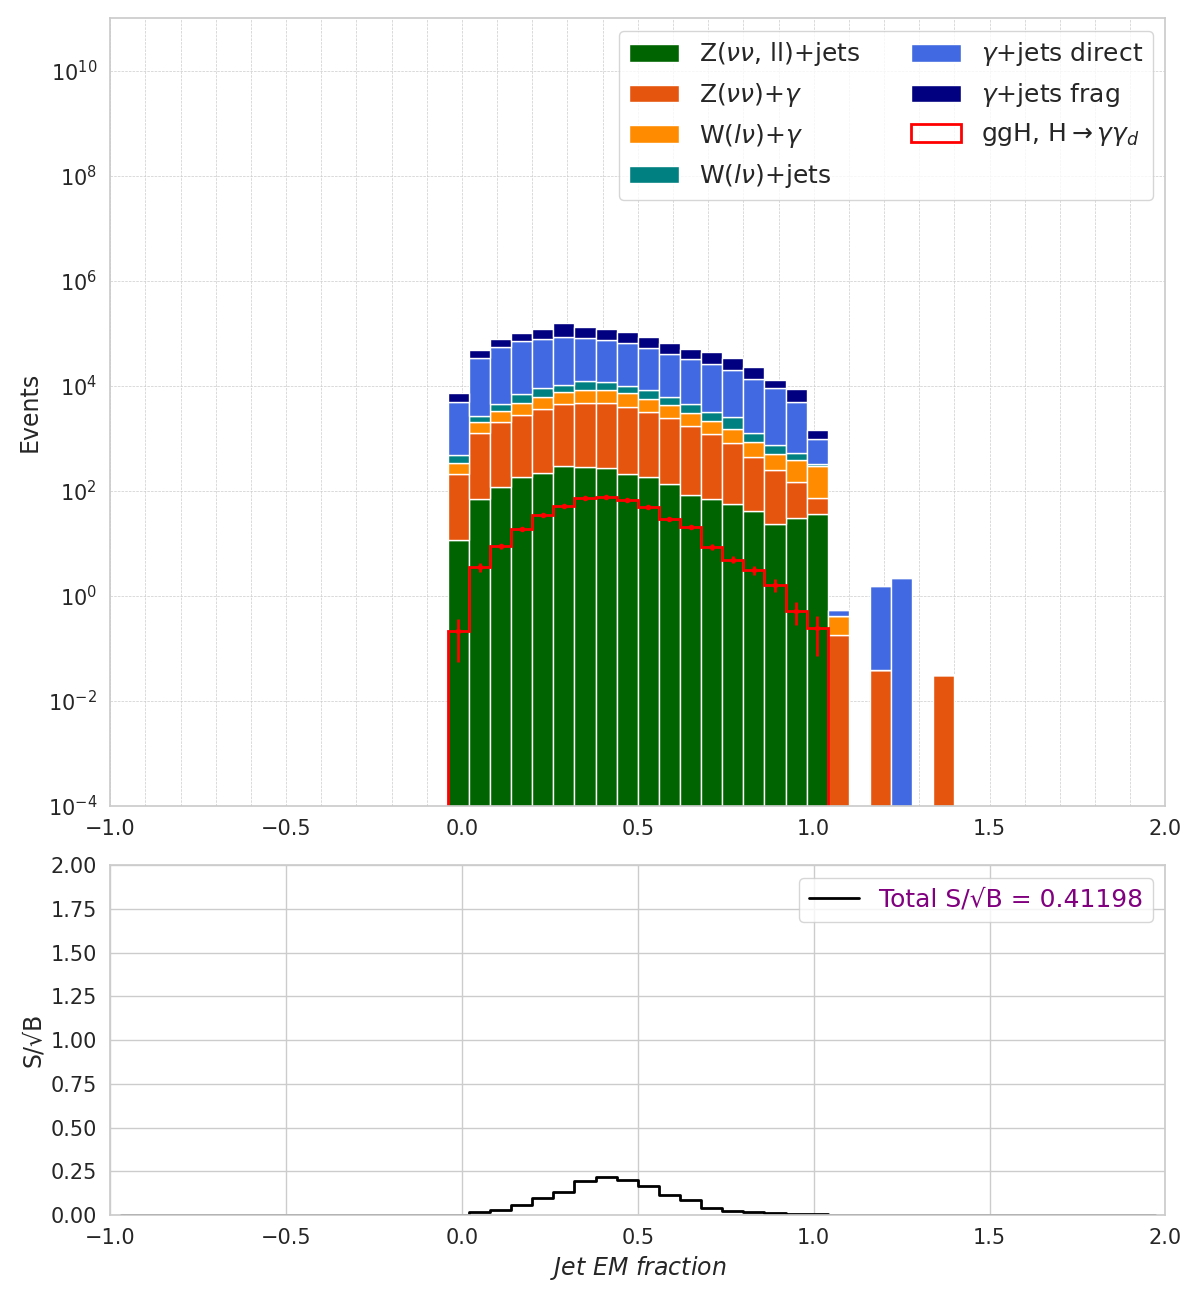 Z(νν, ll)+jets
Z(νν)+γ
W(lν)+γ
W(lν)+jets
γ+jets direct
γ+jets frag
ggH, H→γγ_d
Events
10^10
10^8
10^6
10^4
10^2
10^0
10^−2
10^−4
−1.0 −0.5 0.0 0.5 1.0 1.5 2.0
Total S/√B = 0.41198
S/√B
2.00
1.75
1.50
1.25
1.00
0.75
0.50
0.25
0.00
−1.0 −0.5 0.0 0.5 1.0 1.5 2.0
Jet EM fraction